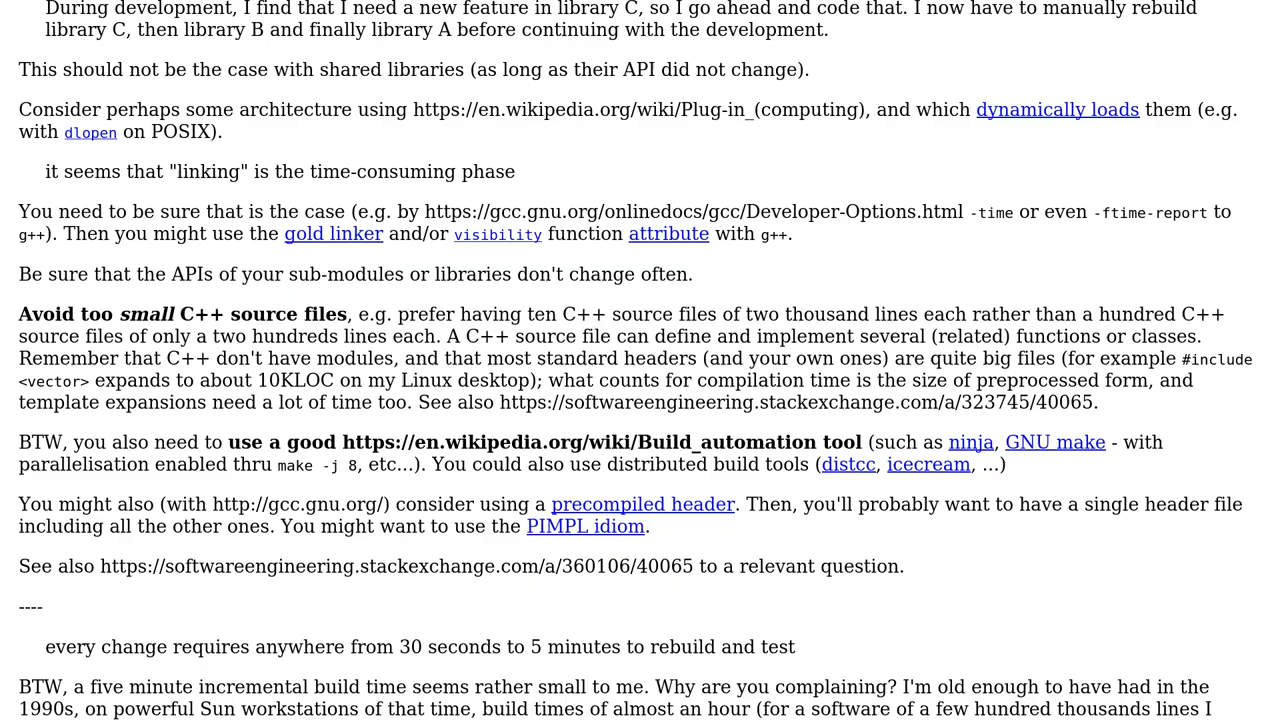 During development, I find that I need a new feature in library C, so I go ahead and code that. I now have to manually rebuild
library C, then library B and finally library A before continuing with the development.
This should not be the case with shared libraries (as long as their API did not change).
Consider perhaps some architecture using https://en.wikipedia.org/wiki/Plug-in_(computing), and which dynamically loads them (e.g.
with dlopen on POSIX).
it seems that "linking" is the time-consuming phase
You need to be sure that is the case (e.g. by https://gcc.gnu.org/onlinedocs/gcc/Developer-Options.html -time or even -ftime-report to
g++). Then you might use the gold linker and/or visibility function attribute with g++.
Be sure that the APIs of your sub-modules or libraries don't change often.
Avoid too small C++ source files, e.g. prefer having ten C++ source files of two thousand lines each rather than a hundred C++
source files of only a two hundreds lines each. A C++ source file can define and implement several (related) functions or classes.
Remember that C++ don't have modules, and that most standard headers (and your own ones) are quite big files (for example #include
<vector> expands to about 10KLOC on my Linux desktop); what counts for compilation time is the size of preprocessed form, and
template expansions need a lot of time too. See also https://softwareengineering.stackexchange.com/a/323745/40065.
BTW, you also need to use a good https://en.wikipedia.org/wiki/Build_automation tool (such as ninja, GNU make - with
parallelisation enabled thru make -j 8, etc...). You could also use distributed build tools (distcc, icecream, ...)
You might also (with http://gcc.gnu.org/) consider using a precompiled header. Then, you'll probably want to have a single header file
including all the other ones. You might want to use the PIMPL idiom.
See also https://softwareengineering.stackexchange.com/a/360106/40065 to a relevant question.
----
every change requires anywhere from 30 seconds to 5 minutes to rebuild and test
BTW, a five minute incremental build time seems rather small to me. Why are you complaining? I'm old enough to have had in the
1990s, on powerful Sun workstations of that time, build times of almost an hour (for a software of a few hundred thousands lines I